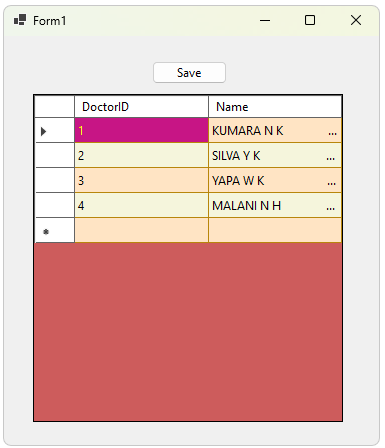 Form1
Save
DoctorID Name
1 KUMARA N K ...
2 SILVA Y K ...
3 YAPA W K ...
4 MALANI N H ...